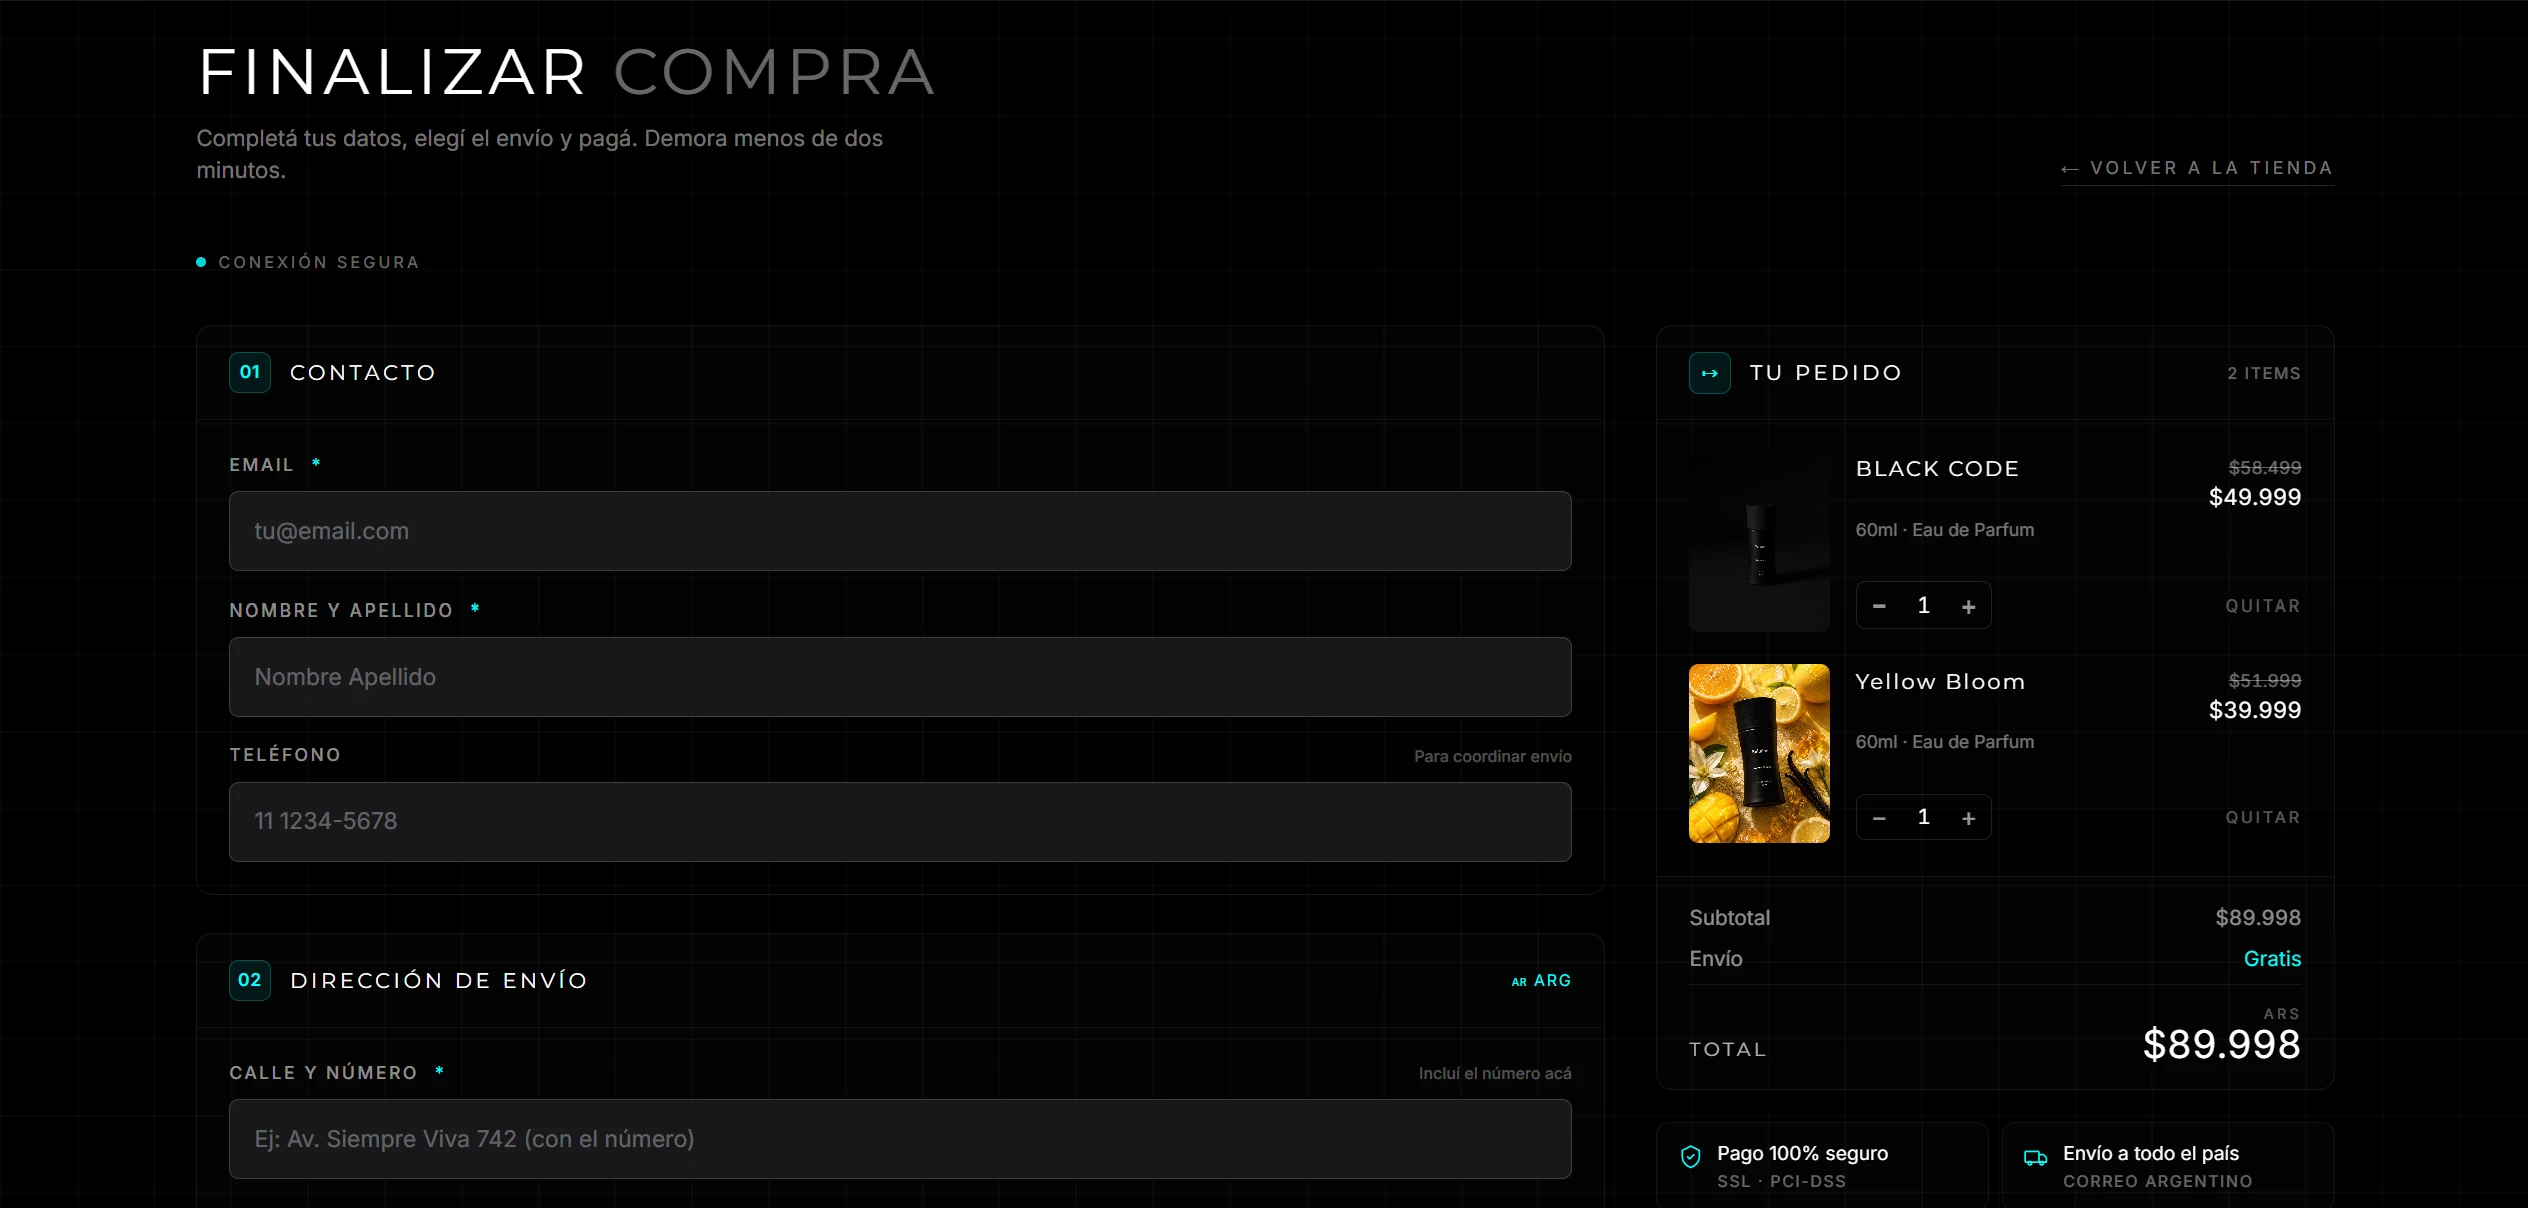 FINALIZAR COMPRA
Completá tus datos, elegí el envío y pagá. Demora menos de dos
minutos.
← VOLVER A LA TIENDA
CONEXIÓN SEGURA
01 CONTACTO
EMAIL *
tu@email.com
NOMBRE Y APELLIDO *
Nombre Apellido
TELÉFONO Para coordinar envío
11 1234-5678
02 DIRECCIÓN DE ENVÍO AR ARG
CALLE Y NÚMERO * Incluí el número acá
Ej: Av. Siempre Viva 742 (con el número)
TU PEDIDO 2 ITEMS
BLACK CODE $58.499
$49.999
60ml · Eau de Parfum
− 1 + QUITAR
Yellow Bloom $51.999
$39.999
60ml · Eau de Parfum
− 1 + QUITAR
Subtotal $89.998
Envío Gratis
ARS
TOTAL $89.998
Pago 100% seguro
SSL · PCI-DSS
Envío a todo el país
CORREO ARGENTINO